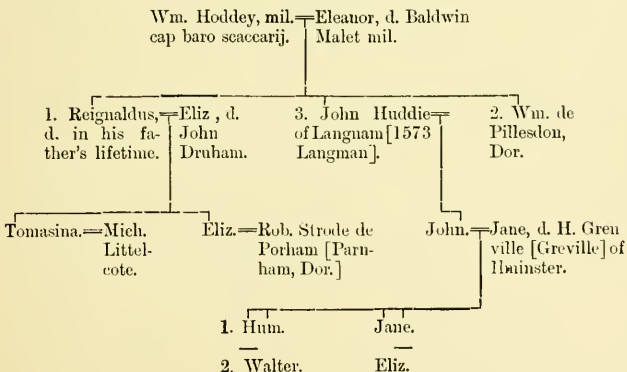 Wm. Hoddey, mil.=Eleanor, d. Baldwin
cap baro scaccarij. Malet mil.
1. Reignaldus,=Eliz , d.
d. in his fa- John
ther's lifetime. Druham.
3. John Huddie=
of Langnam [1573
Langman].
2. Wm. de
Pillesdon,
Dor.
Tomasina.=Mich.
Littel-
cote.
Eliz.=Rob. Strode de
Porham [Parn-
ham, Dor.]
John.=Jane, d. H. Gren
ville [Greville] of
Ilminster.
1. Hum. Jane.
2. Walter. Eliz.